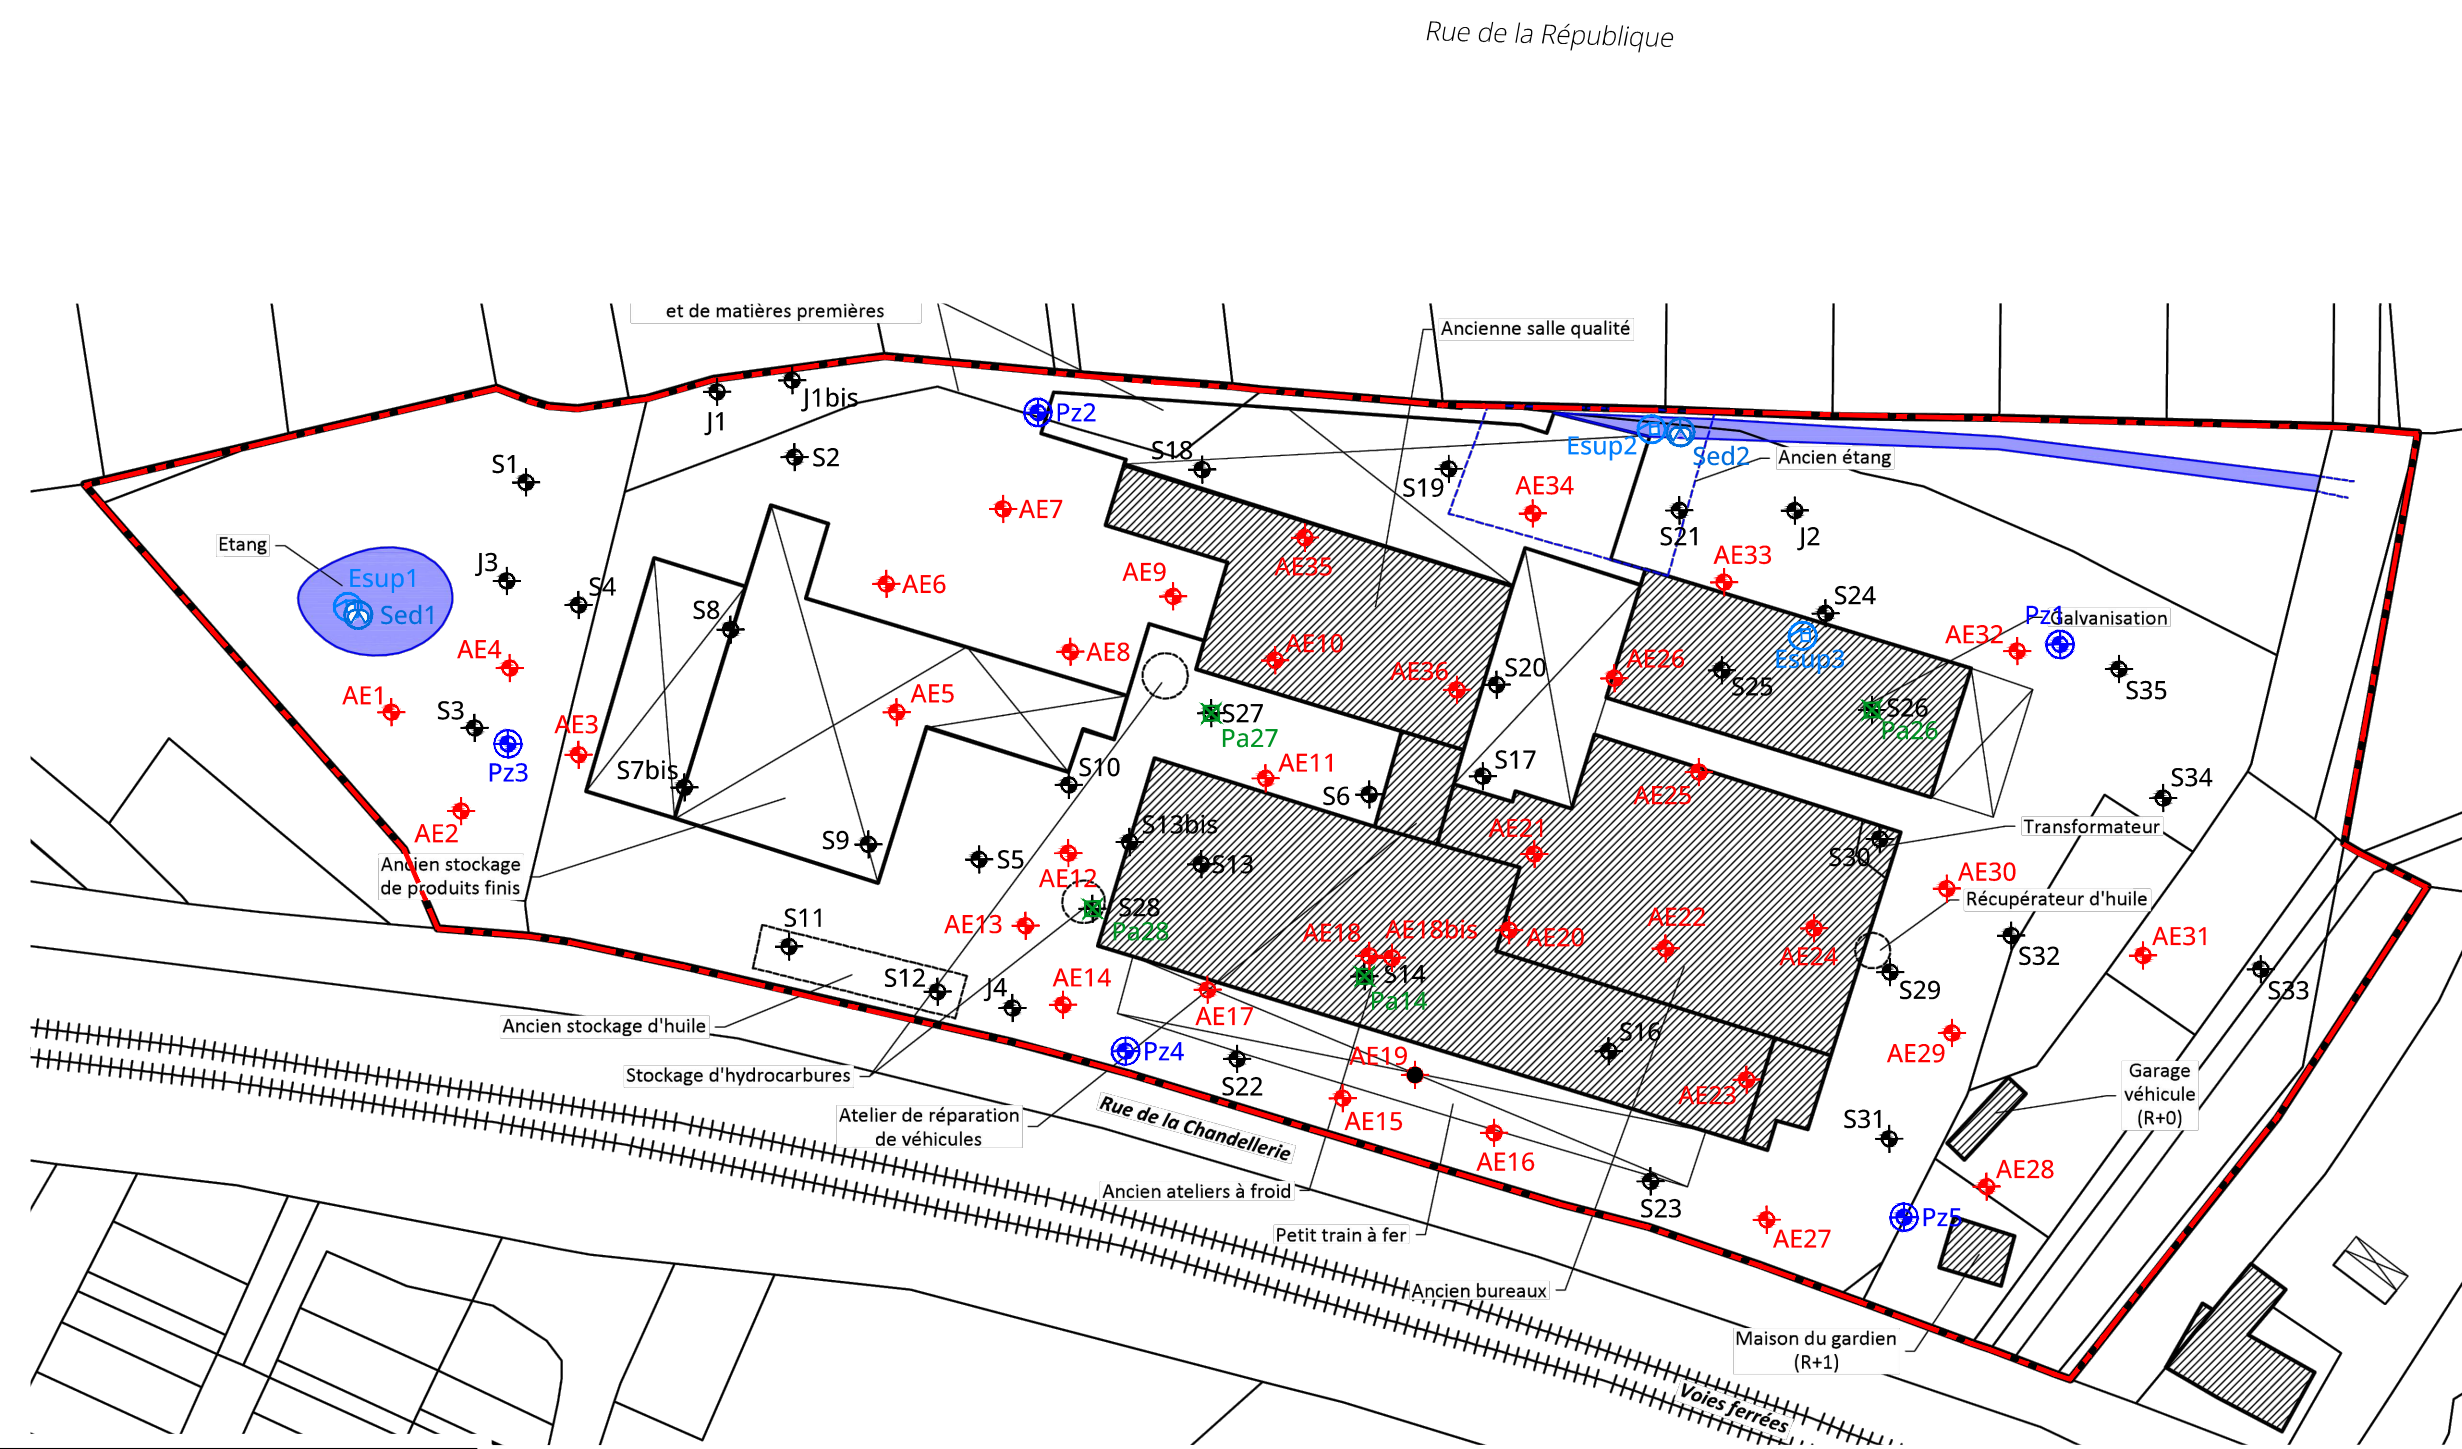 Rue de la République
et de matières premières
Ancienne salle qualité
J1
J1bis
Pz2
S1
S2
S18
S19
Esup2
Sed2
Ancien étang
AE34
AE7
S21
J2
Etang
Esup1
Sed1
J3
S4
S8
AE6
AE9
AE35
AE33
S24
Pz1
Galvanisation
AE32
Esup3
AE4
AE8
AE10
AE36
S20
AE26
S25
S35
AE1
S3
AE3
AE5
S27
Pa27
S26
Pa26
Pz3
S7bis
S10
AE11
S6
S17
AE25
S34
AE2
S9
S13bis
AE21
Transformateur
S30
Ancien stockage
de produits finis
S5
AE12
S13
AE30
Récupérateur d'huile
S11
AE13
S28
Pa28
AE18
AE18bis
AE20
AE22
AE24
S32
AE31
S12
J4
AE14
S14
Pa14
S29
S33
Ancien stockage d'huile
AE17
S16
AE29
Stockage d'hydrocarbures
Pz4
S22
AE19
AE23
Garage
véhicule
(R+0)
Atelier de réparation
de véhicules
Rue de la Chandellerie
AE15
S31
AE16
AE28
Ancien ateliers à froid
S23
Pz5
Petit train à fer
AE27
Ancien bureaux
Maison du gardien
(R+1)
Voies ferrées